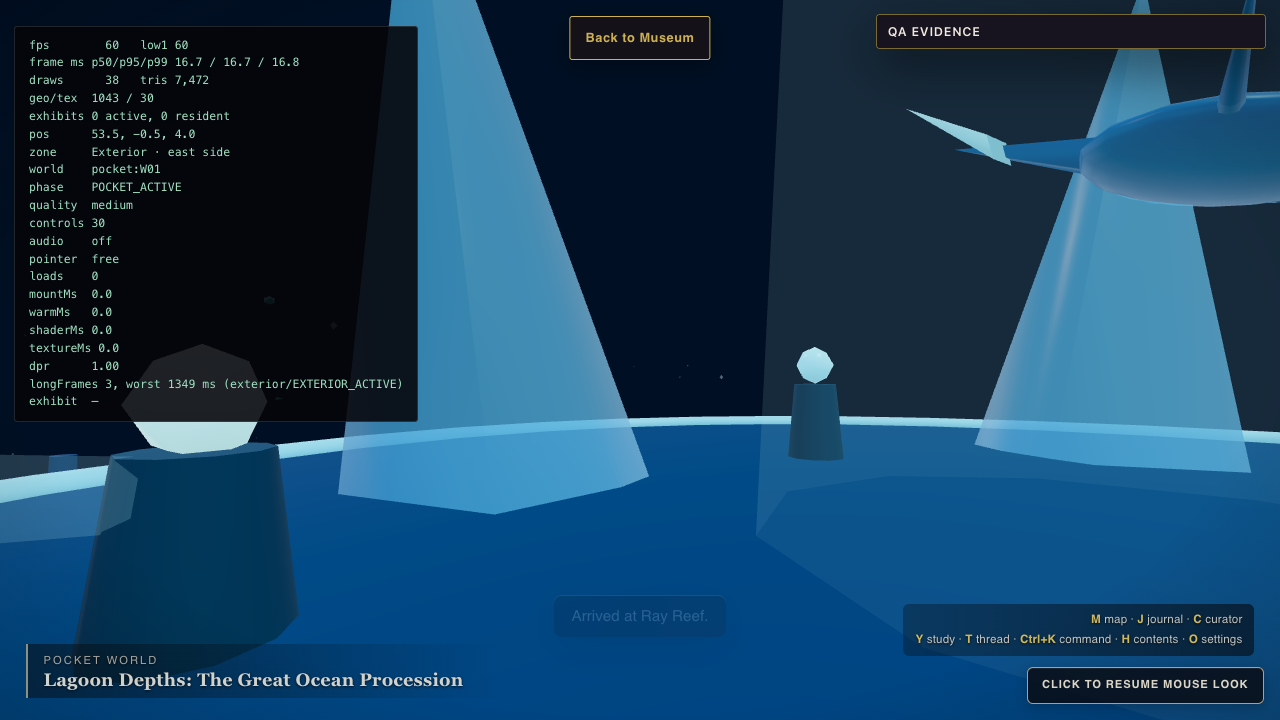 fps 60 low1 60
frame ms p50/p95/p99 16.7 / 16.7 / 16.8
draws 38 tris 7,472
geo/tex 1043 / 30
exhibits 0 active, 0 resident
pos 53.5, −0.5, 4.0
zone Exterior · east side
world pocket:W01
phase POCKET_ACTIVE
quality medium
controls 30
audio off
pointer free
loads 0
mountMs 0.0
warmMs 0.0
shaderMs 0.0
textureMs 0.0
dpr 1.00
longFrames 3, worst 1349 ms (exterior/EXTERIOR_ACTIVE)
exhibit —
Back to Museum
QA EVIDENCE
Arrived at Ray Reef.
M map · J journal · C curator
Y study · T thread · Ctrl+K command · H contents · O settings
POCKET WORLD
Lagoon Depths: The Great Ocean Procession
CLICK TO RESUME MOUSE LOOK